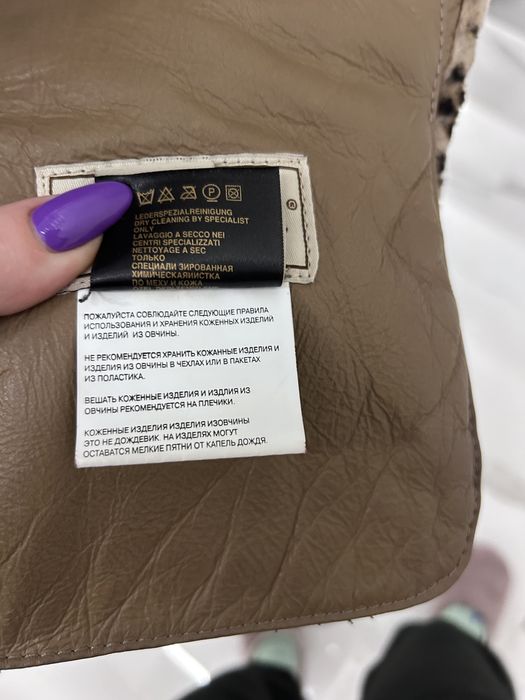 P
LEDERSPEZIALREINIGUNG
DRY CLEANING BY SPECIALIST
ONLY
LAVAGGIO A SECCO NEI
CENTRI SPECIALIZZATI
NETTOYAGE A SEC
ТОЛЬКО
СПЕЦИАЛИ ЗИРОВАННАЯ
ХИМИЧЕСКАЯИИСТКА
ПО МЕХУ И КОЖА
ПОЖАЛУЙСТА СОБЛЮДАЙТЕ СЛЕДУЮЩИЕ ПРАВИЛА
ИСПОЛЬЗОВАНИЯ И ХРАНЕНИЯ КОЖЕННЫХ ИЗДЕЛИЙ
И ИЗДЕЛИЙ ИЗ ОВЧИНЫ.
НЕ РЕКОМЕНДУЕТСЯ ХРАНИТЬ КОЖАННЫЕ ИЗДЕЛИЯ И
ИЗДЕЛИЯ ИЗ ОВЧИНЫ В ЧЕХЛАХ ИЛИ В ПАКЕТАХ
ИЗ ПОЛАСТИКА.
ВЕШАТЬ КОЖЕННЫЕ ИЗДЕЛИЯ И ИЗДЛИЯ ИЗ
ОВЧИНЫ РЕКОМЕНДУЕТСЯ НА ПЛЕЧИКИ.
КОЖЕННЫЕ ИЗДЕЛИЯ ИЗДЕЛИЯ ИЗОВЧИНЫ
ЭТО НЕ ДОЖДЕВИК. НА ИЗДЕЛЯХ МОГУТ
ОСТАВАТСЯ МЕЛКИЕ ПЯТНИ ОТ КАПЕЛЬ ДОЖДЯ.